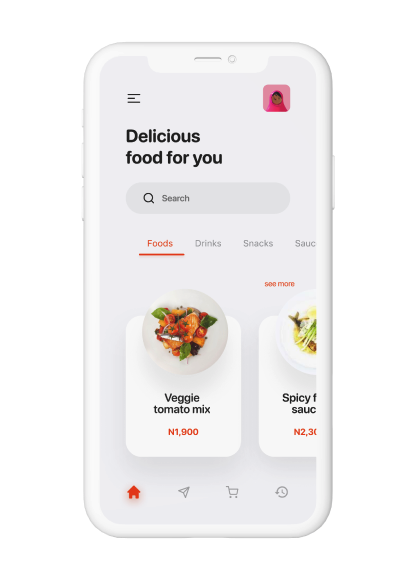 Delicious
food for you
Search
Foods Drinks Snacks Sauc
see more
Veggie
tomato mix
N1,900
Spicy f
sauc
N2,30